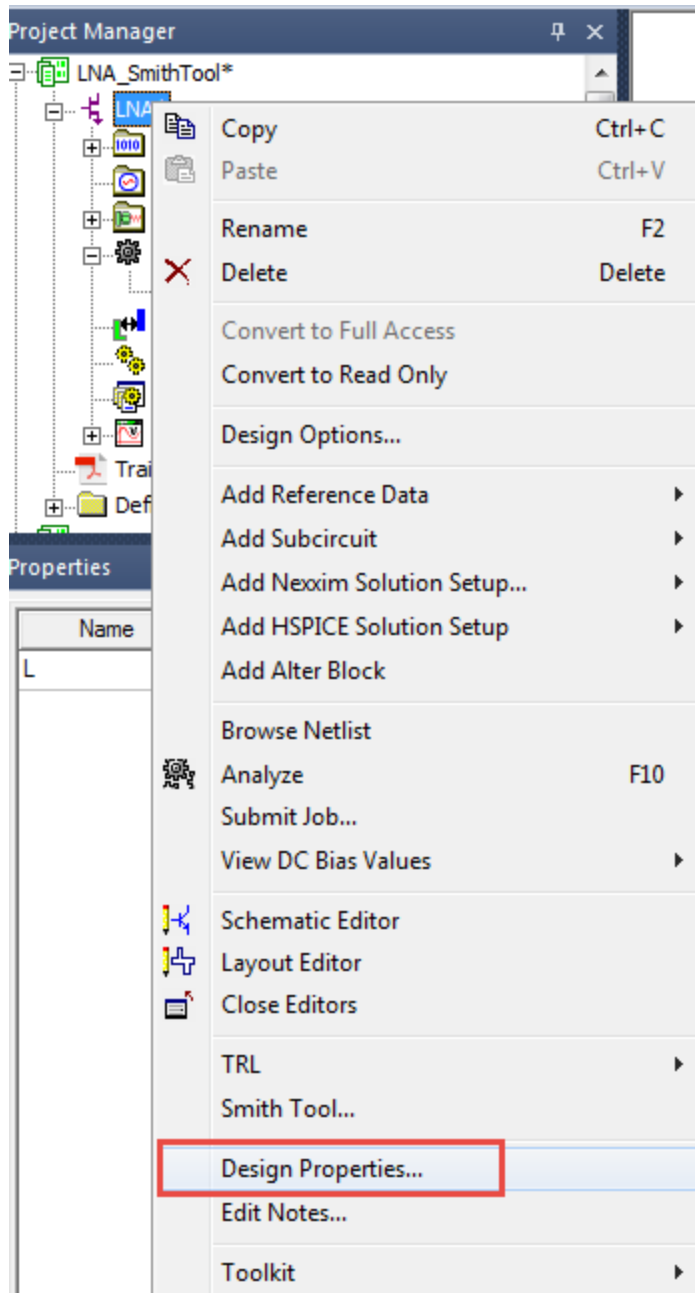 Project Manager
LNA_SmithTool*
LNA
Copy Ctrl+C
1010
Paste Ctrl+V
Rename F2
Delete Delete
Convert to Full Access
Convert to Read Only
Design Options...
Trai
Add Reference Data
Def
Add Subcircuit
Properties
Add Nexxim Solution Setup...
Name
Add HSPICE Solution Setup
L
Add Alter Block
Browse Netlist
Analyze F10
Submit Job...
View DC Bias Values
Schematic Editor
Layout Editor
Close Editors
TRL
Smith Tool...
Design Properties...
Edit Notes...
Toolkit